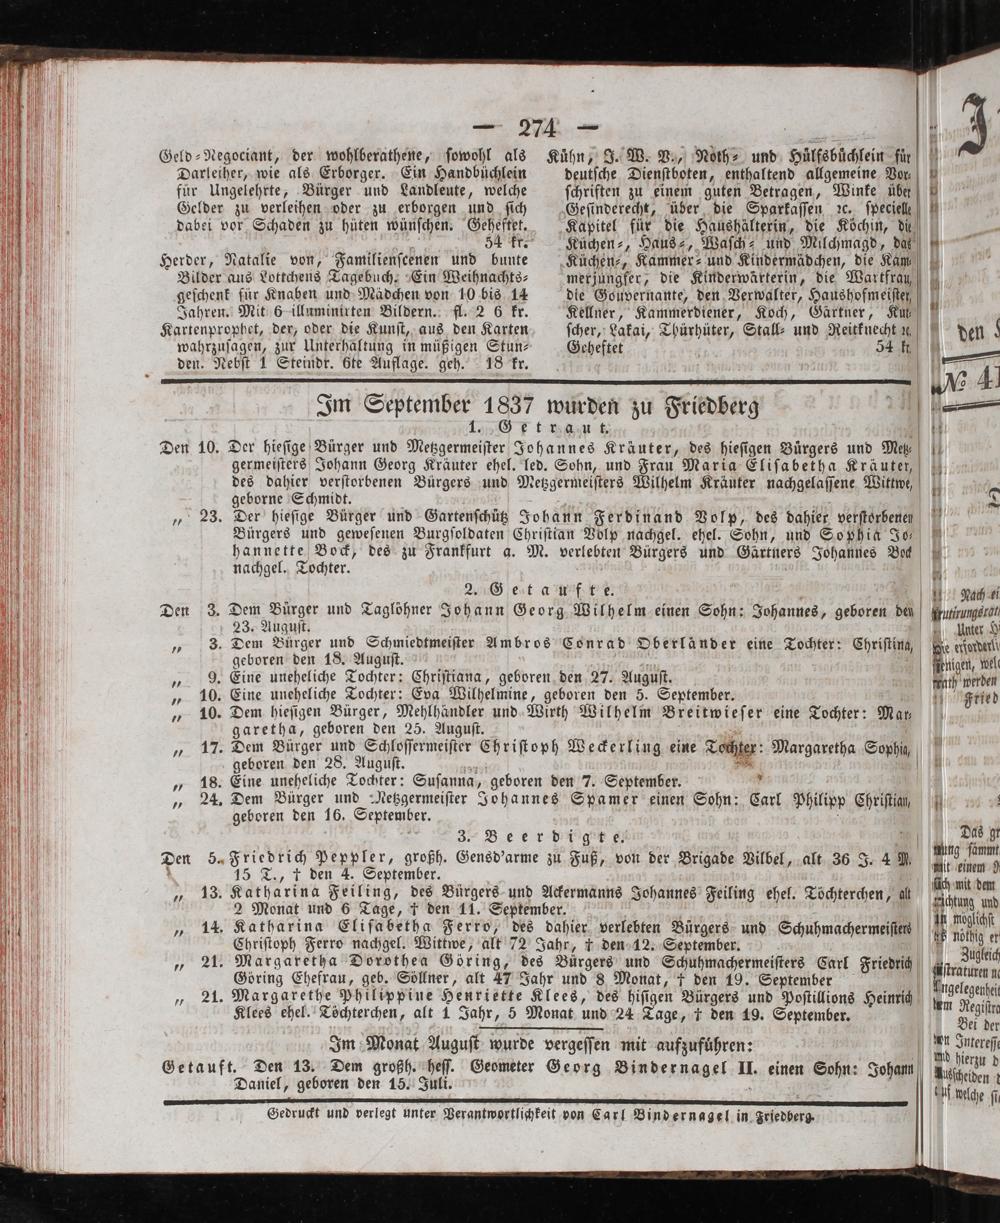 — 274 —
Geld-Negociant, der wohlberathene, sowohl als
Darleiher, wie als Erborger. Ein Handbüchlein
für Ungelehrte, Bürger und Landleute, welche
Gelder zu verleihen oder zu erborgen und sich
dabei vor Schaden zu hüten wünschen. Geheftet.
54 kr.
Herder, Natalie von, Familienscenen und bunte
Bilder aus Lottchens Tagebuch. Ein Weihnachts-
geschenk für Knaben und Mädchen von 10 bis 14
Jahren. Mit 6 illuminirten Bildern. fl. 2 6 kr.
Kartenprophet, der, oder die Kunst, aus den Karten
wahrzusagen, zur Unterhaltung in müßigen Stun-
den. Nebst 1 Steindr. 6te Auflage. geh. 18 kr.
Kühn, J. W. V., Noth- und Hülfsbüchlein für
deutsche Dienstboten, enthaltend allgemeine Vor-
schriften zu einem guten Betragen, Winke über
Gesinderecht, über die Sparkassen ꝛc. specielle
Kapitel für die Haushälterin, die Köchin, die
Küchen-, Haus-, Wasch- und Milchmagd, das
Küchen-, Kammer- und Kindermädchen, die Kam-
merjungfer, die Kinderwärterin, die Wartfrau,
die Gouvernante, den Verwalter, Haushofmeister,
Kellner, Kammerdiener, Koch, Gärtner, Kut-
scher, Lakai, Thürhüter, Stall- und Reitknecht ꝛc.
Geheftet 54 kr.
Im September 1837 wurden zu Friedberg
1. Getraut.
Den 10. Der hiesige Bürger und Metzgermeister Johannes Kräuter, des hiesigen Bürgers und Metz-
germeisters Johann Georg Kräuter ehel. led. Sohn, und Frau Maria Elisabetha Kräuter,
des dahier verstorbenen Bürgers und Metzgermeisters Wilhelm Kräuter nachgelassene Wittwe,
geborne Schmidt.
„ 23. Der hiesige Bürger und Gartenschütz Johann Ferdinand Volp, des dahier verstorbenen
Bürgers und gewesenen Burgsoldaten Christian Volp nachgel. ehel. Sohn, und Sophia Jo-
hannette Bock, des zu Frankfurt a. M. verlebten Bürgers und Gärtners Johannes Bock
nachgel. Tochter.
2. Getaufte.
Den 3. Dem Bürger und Taglöhner Johann Georg Wilhelm einen Sohn: Johannes, geboren den
23. August.
„ 3. Dem Bürger und Schmiedtmeister Ambros Conrad Oberländer eine Tochter: Christina,
geboren den 18. August.
„ 9. Eine uneheliche Tochter: Christiana, geboren den 27. August.
„ 10. Eine uneheliche Tochter: Eva Wilhelmine, geboren den 5. September.
„ 10. Dem hiesigen Bürger, Mehlhändler und Wirth Wilhelm Breitwieser eine Tochter: Mar-
garetha, geboren den 25. August.
„ 17. Dem Bürger und Schlossermeister Christoph Weckerling eine Tochter: Margaretha Sophia,
geboren den 28. August.
„ 18. Eine uneheliche Tochter: Susanna, geboren den 7. September.
„ 24. Dem Bürger und Metzgermeister Johannes Spamer einen Sohn: Carl Philipp Christian,
geboren den 16. September.
3. Beerdigte.
Den 5. Friedrich Peppler, großh. Gensd'arme zu Fuß, von der Brigade Vilbel, alt 36 J. 4 M.
15 T., † den 4. September.
„ 13. Katharina Feiling, des Bürgers und Ackermanns Johannes Feiling ehel. Töchterchen, alt
2 Monat und 6 Tage, † den 11. September.
„ 14. Katharina Elisabetha Ferro, des dahier verlebten Bürgers und Schuhmachermeisters
Christoph Ferro nachgel. Wittwe, alt 72 Jahr, † den 12. September.
„ 21. Margaretha Dorothea Göring, des Bürgers und Schuhmachermeisters Carl Friedrich
Göring Ehefrau, geb. Söllner, alt 47 Jahr und 8 Monat, † den 19. September
„ 21. Margarethe Philippine Henriette Klees, des hisigen Bürgers und Postillions Heinrich
Klees ehel. Töchterchen, alt 1 Jahr, 5 Monat und 24 Tage, † den 19. September.
Im Monat August wurde vergessen mit aufzuführen:
Getauft. Den 13. Dem großh. hess. Geometer Georg Bindernagel II. einen Sohn: Johann
Daniel, geboren den 15. Juli.
Gedruckt und verlegt unter Verantwortlichkeit von Carl Bindernagel in Friedberg.
den
№ 41
Nach
Unter
werden
Fried
Das
sämmt
mit einem
mit dem
und
möglichst
nöthig
Zugleich
Bei der
Interesse
hierzu
welche